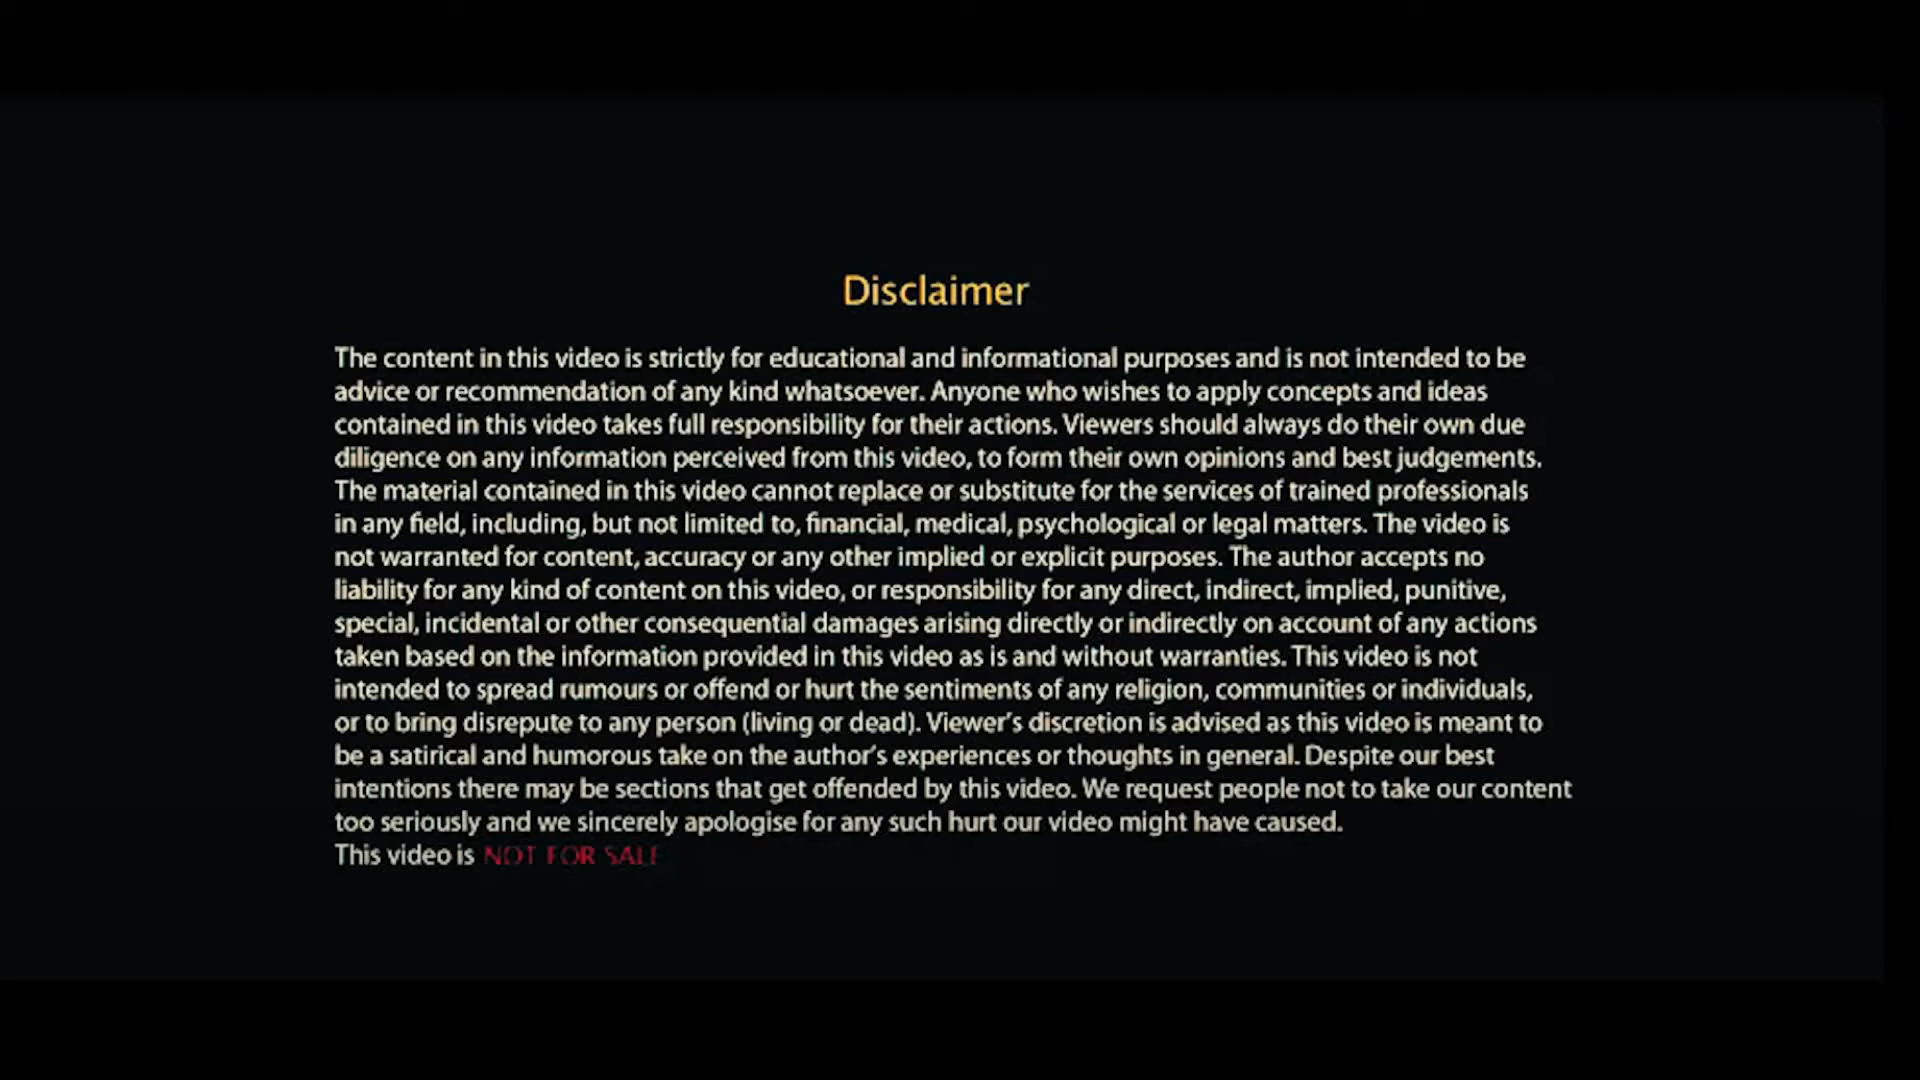 Disclaimer
The content in this video is strictly for educational and informational purposes and is not intended to be
advice or recommendation of any kind whatsoever. Anyone who wishes to apply concepts and ideas
contained in this video takes full responsibility for their actions. Viewers should always do their own due
diligence on any information perceived from this video, to form their own opinions and best judgements.
The material contained in this video cannot replace or substitute for the services of trained professionals
in any field, including, but not limited to, financial, medical, psychological or legal matters. The video is
not warranted for content, accuracy or any other implied or explicit purposes. The author accepts no
liability for any kind of content on this video, or responsibility for any direct, indirect, implied, punitive,
special, incidental or other consequential damages arising directly or indirectly on account of any actions
taken based on the information provided in this video as is and without warranties. This video is not
intended to spread rumours or offend or hurt the sentiments of any religion, communities or individuals,
or to bring disrepute to any person (living or dead). Viewer's discretion is advised as this video is meant to
be a satirical and humorous take on the author's experiences or thoughts in general. Despite our best
intentions there may be sections that get offended by this video. We request people not to take our content
too seriously and we sincerely apologise for any such hurt our video might have caused.
This video is NOT FOR SALE